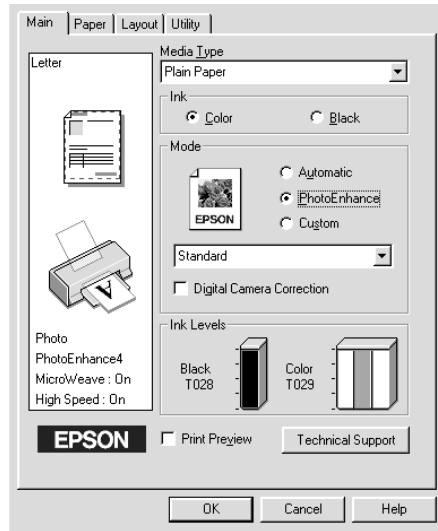 Main Paper Layout Utility
Letter
Media Type
Plain Paper
Ink
Color Black
Mode
EPSON
Automatic
PhotoEnhance
Custom
Standard
Digital Camera Correction
A
Photo
PhotoEnhance4
MicroWeave : On
High Speed : On
Ink Levels
Black
T028
Color
T029
EPSON
Print Preview
Technical Support
OK Cancel Help